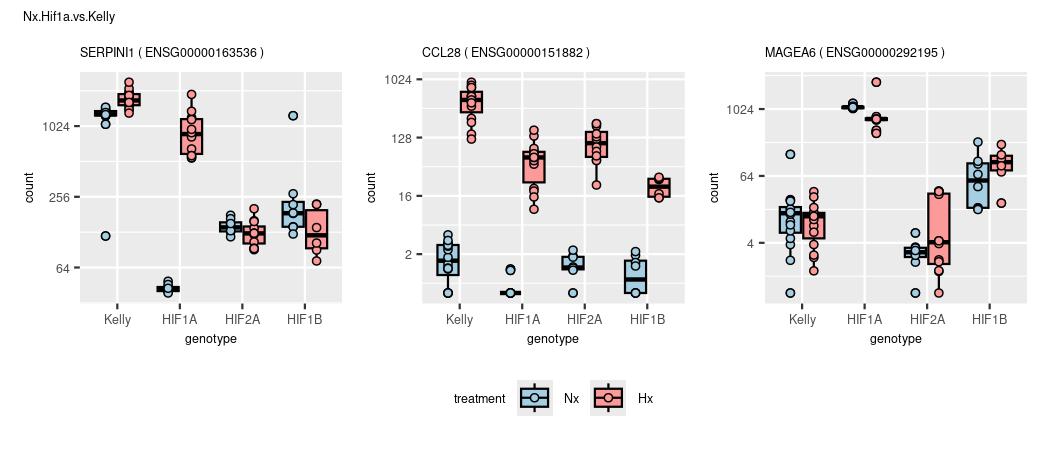 Nx.Hif1a.vs.Kelly
SERPINI1 ( ENSG00000163536 )
CCL28 ( ENSG00000151882 )
MAGEA6 ( ENSG00000292195 )
count
1024
256
64
Kelly HIF1A HIF2A HIF1B
genotype
count
1024
128
16
2
Kelly HIF1A HIF2A HIF1B
genotype
count
1024
64
4
Kelly HIF1A HIF2A HIF1B
genotype
treatment Nx Hx